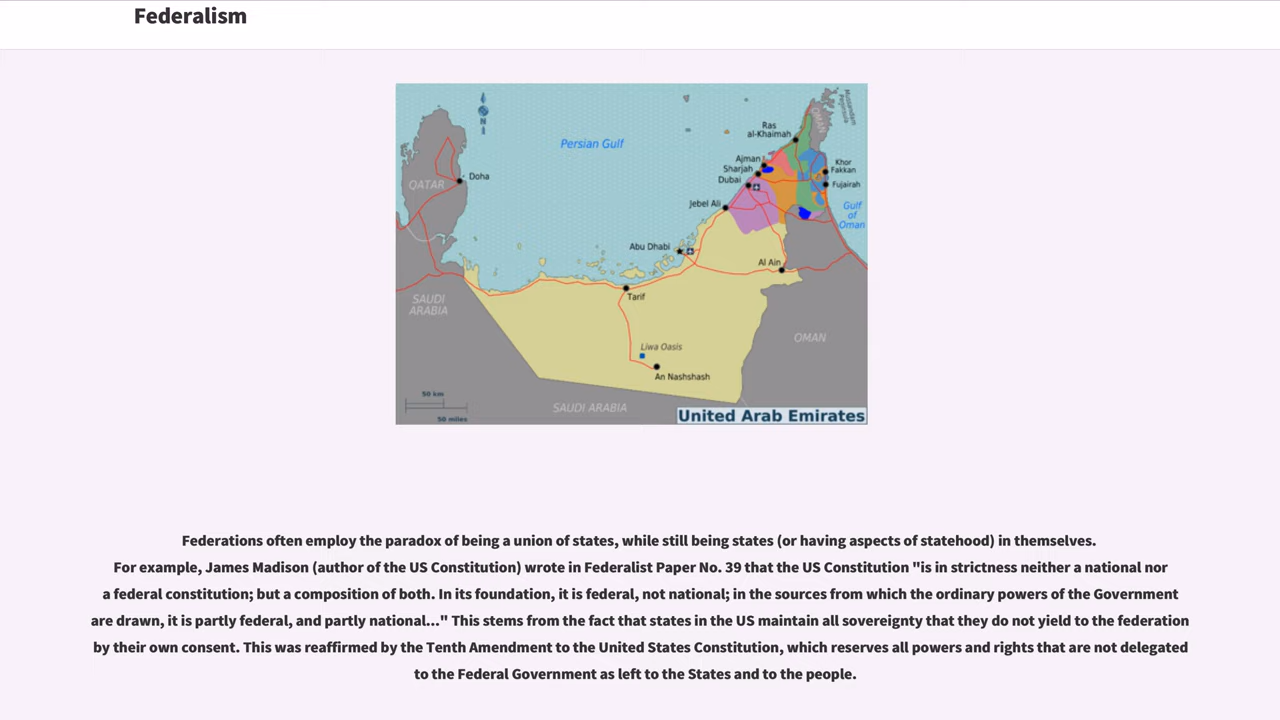 Federalism
Musandam
Peninsula
OMAN
Ras
al-Khaimah
N
Persian Gulf
Ajman
Khor
Fakkan
Sharjah
Doha
Dubai
QATAR
Fujairah
Jebel Ali
Gulf
of
Oman
Abu Dhabi
Al Ain
Tarif
SAUDI
ARABIA
OMAN
Liwa Oasis
An Nashshash
50 km
SAUDI ARABIA
50 miles
United Arab Emirates
Federations often employ the paradox of being a union of states, while still being states (or having aspects of statehood) in themselves.
For example, James Madison (author of the US Constitution) wrote in Federalist Paper No. 39 that the US Constitution "is in strictness neither a national nor
a federal constitution; but a composition of both. In its foundation, it is federal, not national; in the sources from which the ordinary powers of the Government
are drawn, it is partly federal, and partly national..." This stems from the fact that states in the US maintain all sovereignty that they do not yield to the federation
by their own consent. This was reaffirmed by the Tenth Amendment to the United States Constitution, which reserves all powers and rights that are not delegated
to the Federal Government as left to the States and to the people.